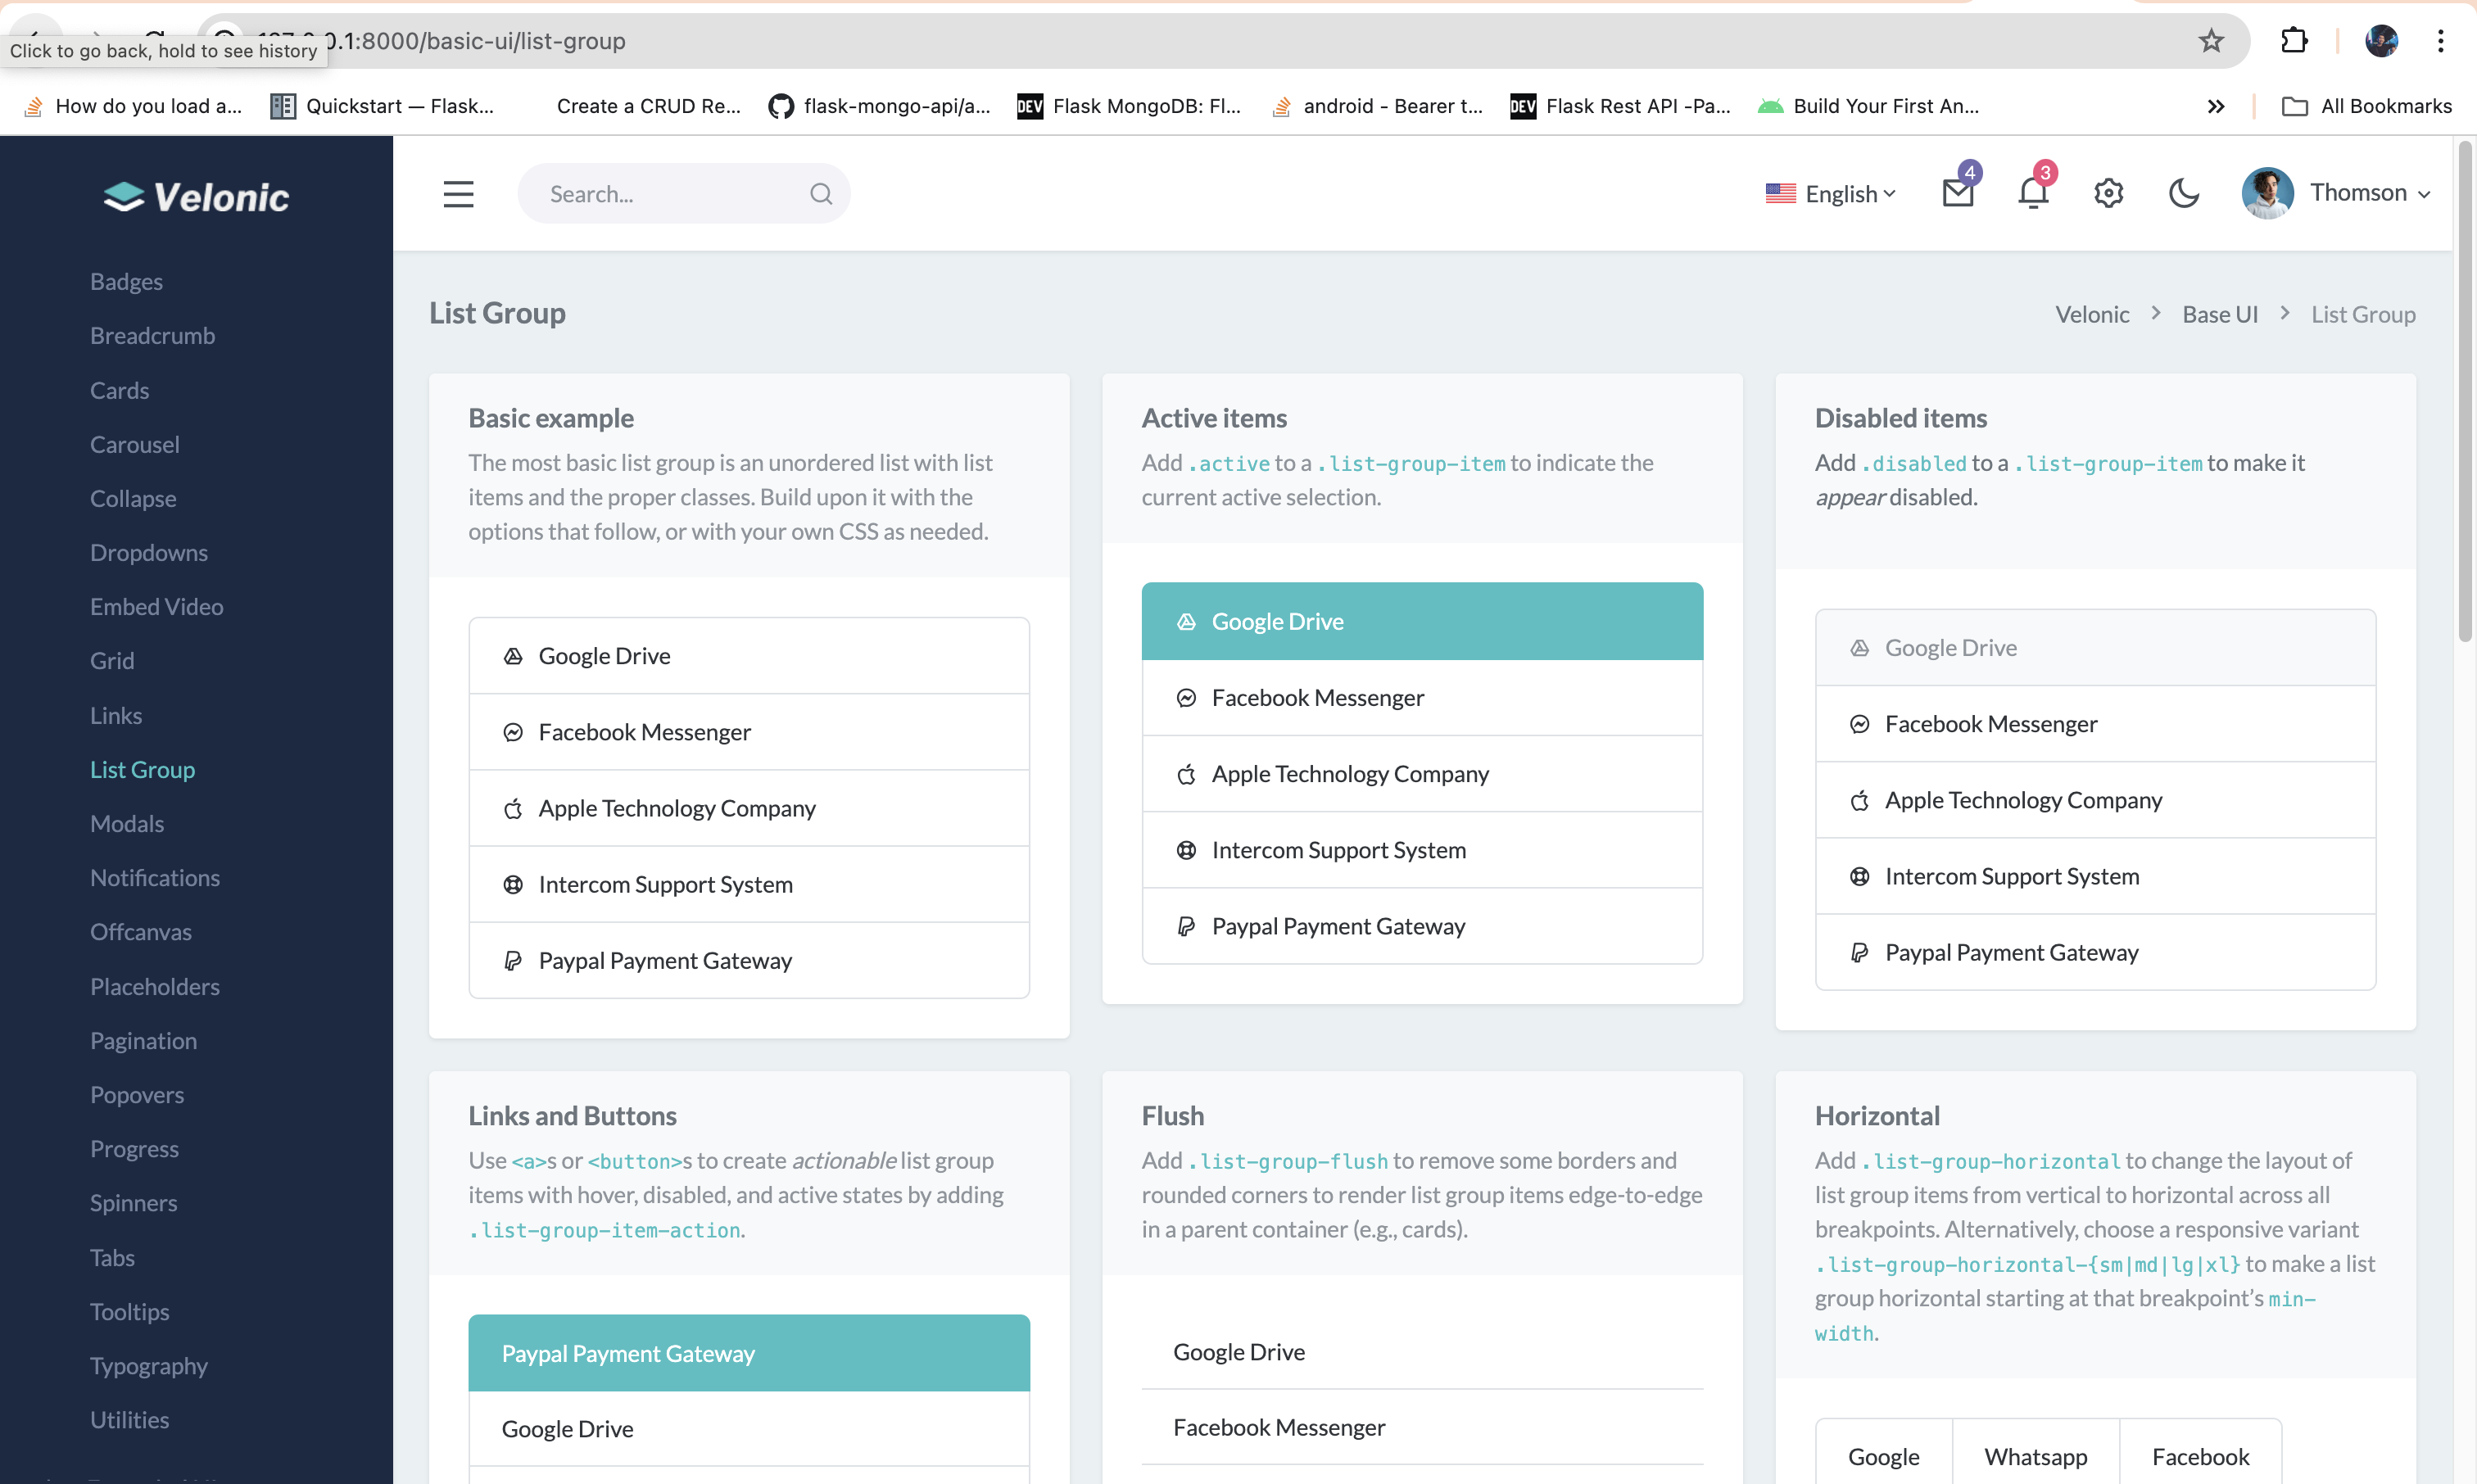 Click to go back, hold to see history
0.1:8000/basic-ui/list-group
How do you load a...
Quickstart — Flask...
Create a CRUD Re...
flask-mongo-api/a...
DEV Flask MongoDB: Fl...
android - Bearer t...
DEV Flask Rest API -Pa...
Build Your First An...
All Bookmarks
Velonic
Search...
English
4
3
Thomson
Badges
Breadcrumb
Cards
Carousel
Collapse
Dropdowns
Embed Video
Grid
Links
List Group
Modals
Notifications
Offcanvas
Placeholders
Pagination
Popovers
Progress
Spinners
Tabs
Tooltips
Typography
Utilities
List Group
Velonic > Base UI > List Group
Basic example
The most basic list group is an unordered list with list
items and the proper classes. Build upon it with the
options that follow, or with your own CSS as needed.
Google Drive
Facebook Messenger
Apple Technology Company
Intercom Support System
Paypal Payment Gateway
Active items
Add .active to a .list-group-item to indicate the
current active selection.
Google Drive
Facebook Messenger
Apple Technology Company
Intercom Support System
Paypal Payment Gateway
Disabled items
Add .disabled to a .list-group-item to make it
appear disabled.
Google Drive
Facebook Messenger
Apple Technology Company
Intercom Support System
Paypal Payment Gateway
Links and Buttons
Use <a>s or <button>s to create actionable list group
items with hover, disabled, and active states by adding
.list-group-item-action.
Paypal Payment Gateway
Google Drive
Flush
Add .list-group-flush to remove some borders and
rounded corners to render list group items edge-to-edge
in a parent container (e.g., cards).
Google Drive
Facebook Messenger
Horizontal
Add .list-group-horizontal to change the layout of
list group items from vertical to horizontal across all
breakpoints. Alternatively, choose a responsive variant
.list-group-horizontal-{sm|md|lg|xl} to make a list
group horizontal starting at that breakpoint’s min-
width.
Google
Whatsapp
Facebook